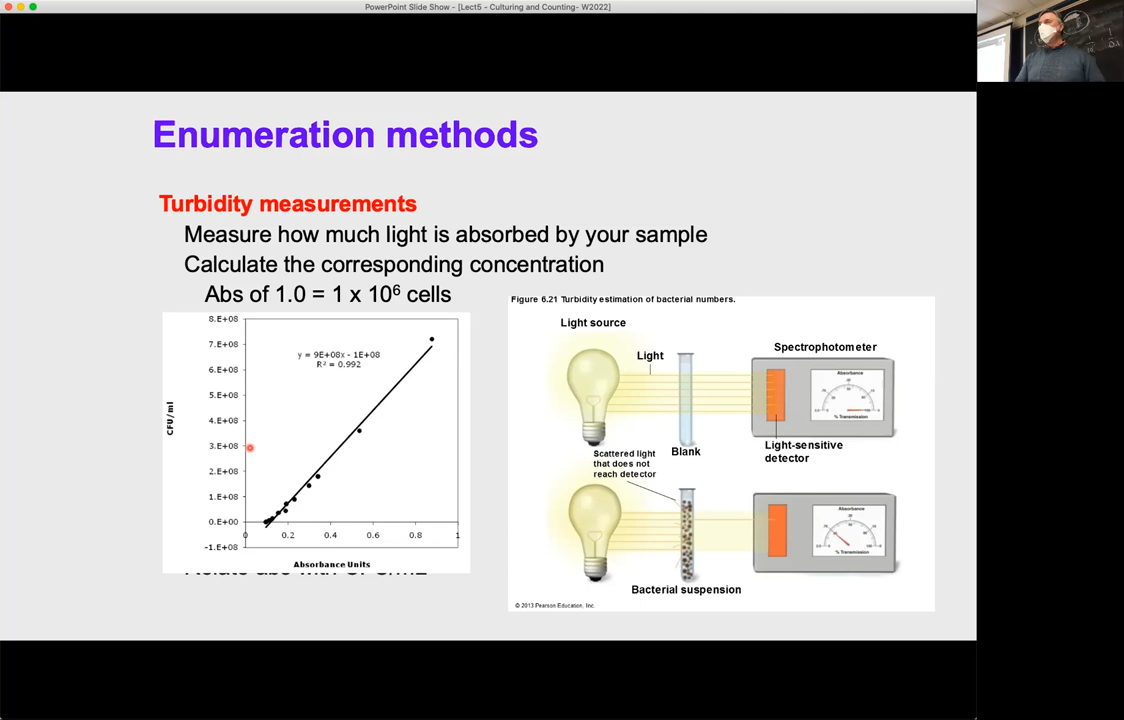 PowerPoint Slide Show - [Lect5 - Culturing and Counting- W2022]
Enumeration methods
Turbidity measurements
Measure how much light is absorbed by your sample
Calculate the corresponding concentration
Abs of 1.0 = 1 x 10⁶ cells
8.E+08
7.E+08
6.E+08
5.E+08
4.E+08
3.E+08
2.E+08
1.E+08
0.E+00
-1.E+08
CFU/ml
y = 9E+08x - 1E+08
R² = 0.992
0 0.2 0.4 0.6 0.8 1
Absorbance Units
Figure 6.21 Turbidity estimation of bacterial numbers.
Light source
Light
Spectrophotometer
Absorbance
% Transmission
Light-sensitive
detector
Blank
Scattered light
that does not
reach detector
Absorbance
% Transmission
Bacterial suspension
© 2013 Pearson Education, Inc.